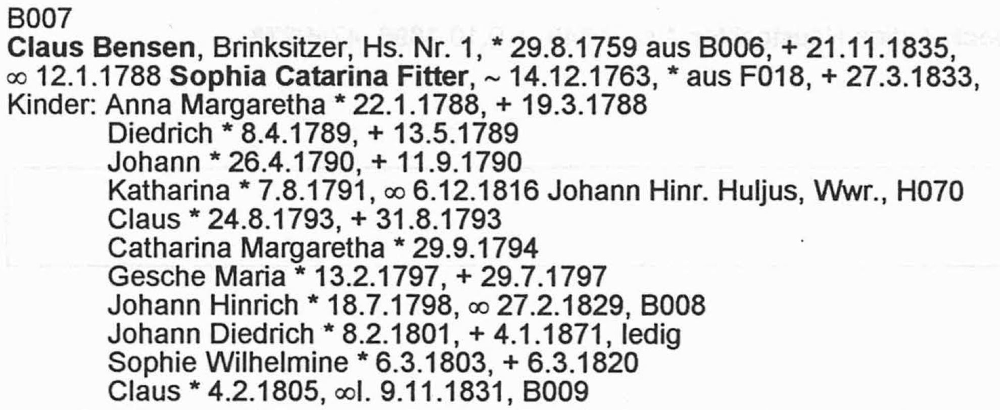 B007
Claus Bensen, Brinksitzer, Hs. Nr. 1, * 29.8.1759 aus B006, + 21.11.1835,
∞ 12.1.1788 Sophia Catarina Fitter, ~ 14.12.1763, * aus F018, + 27.3.1833,
Kinder: Anna Margaretha * 22.1.1788, + 19.3.1788
Diedrich * 8.4.1789, + 13.5.1789
Johann * 26.4.1790, + 11.9.1790
Katharina * 7.8.1791, ∞ 6.12.1816 Johann Hinr. Huljus, Wwr., H070
Claus * 24.8.1793, + 31.8.1793
Catharina Margaretha * 29.9.1794
Gesche Maria * 13.2.1797, + 29.7.1797
Johann Hinrich * 18.7.1798, ∞ 27.2.1829, B008
Johann Diedrich * 8.2.1801, + 4.1.1871, ledig
Sophie Wilhelmine * 6.3.1803, + 6.3.1820
Claus * 4.2.1805, ∞l. 9.11.1831, B009